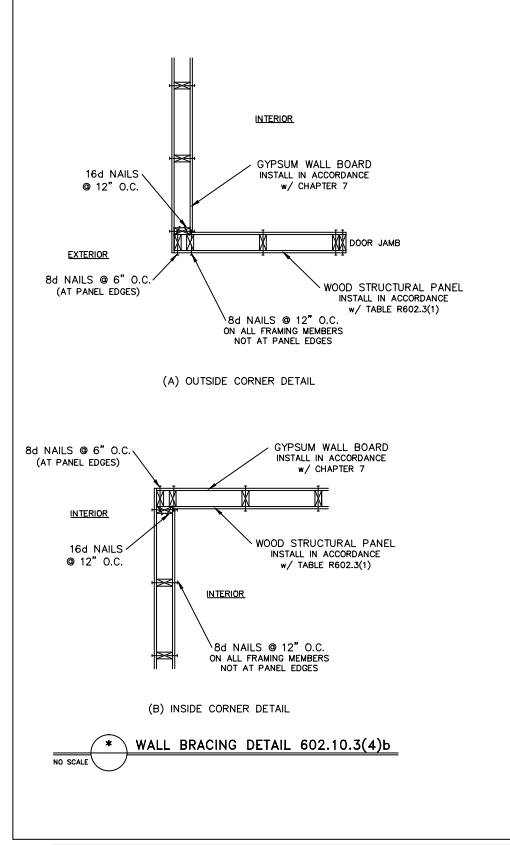 INTERIOR
GYPSUM WALL BOARD
INSTALL IN ACCORDANCE
w/ CHAPTER 7
16d NAILS
@ 12" O.C.
DOOR JAMB
EXTERIOR
8d NAILS @ 6" O.C.
(AT PANEL EDGES)
WOOD STRUCTURAL PANEL
INSTALL IN ACCORDANCE
w/ TABLE R602.3(1)
8d NAILS @ 12" O.C.
ON ALL FRAMING MEMBERS
NOT AT PANEL EDGES
(A) OUTSIDE CORNER DETAIL
8d NAILS @ 6" O.C.
(AT PANEL EDGES)
GYPSUM WALL BOARD
INSTALL IN ACCORDANCE
w/ CHAPTER 7
INTERIOR
16d NAILS
@ 12" O.C.
WOOD STRUCTURAL PANEL
INSTALL IN ACCORDANCE
w/ TABLE R602.3(1)
INTERIOR
8d NAILS @ 12" O.C.
ON ALL FRAMING MEMBERS
NOT AT PANEL EDGES
(B) INSIDE CORNER DETAIL
* WALL BRACING DETAIL 602.10.3(4)b
NO SCALE